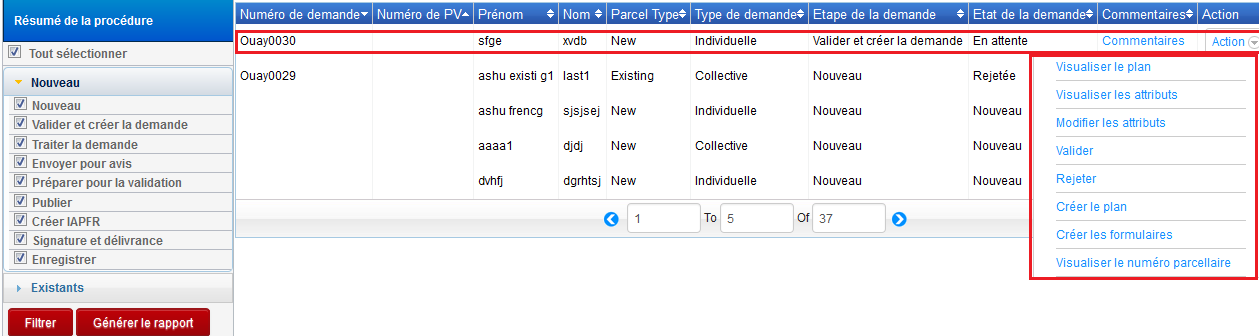 Résumé de la procédure
Tout sélectionner
Nouveau
Nouveau
Valider et créer la demande
Traiter la demande
Envoyer pour avis
Préparer pour la validation
Publier
Créer IAPFR
Signature et délivrance
Enregistrer
Existants
Filtrer Générer le rapport
Numéro de demande Numéro de PV Prénom Nom Parcel Type Type de demande Etape de la demande Etat de la demande Commentaires Action
Ouay0030 sfge xvdb New Individuelle Valider et créer la demande En attente Commentaires Action
Ouay0029 ashu existi g1 last1 Existing Collective Nouveau Rejetée
ashu frencg sjsjsej New Individuelle Nouveau Nouveau
aaaa1 djdj New Collective Nouveau Nouveau
dvhfj dgrhtsj New Individuelle Nouveau Nouveau
1 To 5 Of 37
Visualiser le plan
Visualiser les attributs
Modifier les attributs
Valider
Rejeter
Créer le plan
Créer les formulaires
Visualiser le numéro parcellaire